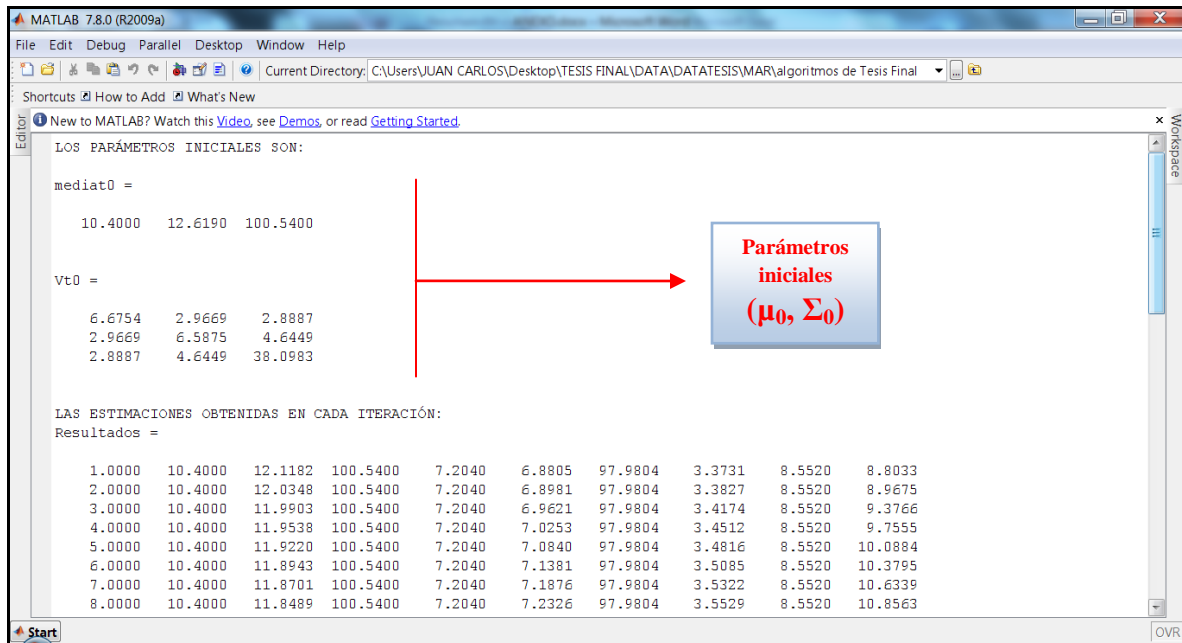 MATLAB 7.8.0 (R2009a)
File Edit Debug Parallel Desktop Window Help
Current Directory: C:\Users\JUAN CARLOS\Desktop\TESIS FINAL\DATA\DATATESIS\MAR\algoritmos de Tesis Final
Shortcuts How to Add What's New
Editor
New to MATLAB? Watch this Video, see Demos, or read Getting Started.
Workspace
LOS PARÁMETROS INICIALES SON:
mediat0 =
10.4000 12.6190 100.5400
Vt0 =
6.6754 2.9669 2.8887
2.9669 6.5875 4.6449
2.8887 4.6449 38.0983
Parámetros
iniciales
(μ0, Σ0)
LAS ESTIMACIONES OBTENIDAS EN CADA ITERACIÓN:
Resultados =
1.0000 10.4000 12.1182 100.5400 7.2040 6.8805 97.9804 3.3731 8.5520 8.8033
2.0000 10.4000 12.0348 100.5400 7.2040 6.8981 97.9804 3.3827 8.5520 8.9675
3.0000 10.4000 11.9903 100.5400 7.2040 6.9621 97.9804 3.4174 8.5520 9.3766
4.0000 10.4000 11.9538 100.5400 7.2040 7.0253 97.9804 3.4512 8.5520 9.7555
5.0000 10.4000 11.9220 100.5400 7.2040 7.0840 97.9804 3.4816 8.5520 10.0884
6.0000 10.4000 11.8943 100.5400 7.2040 7.1381 97.9804 3.5085 8.5520 10.3795
7.0000 10.4000 11.8701 100.5400 7.2040 7.1876 97.9804 3.5322 8.5520 10.6339
8.0000 10.4000 11.8489 100.5400 7.2040 7.2326 97.9804 3.5529 8.5520 10.8563
Start
OVR